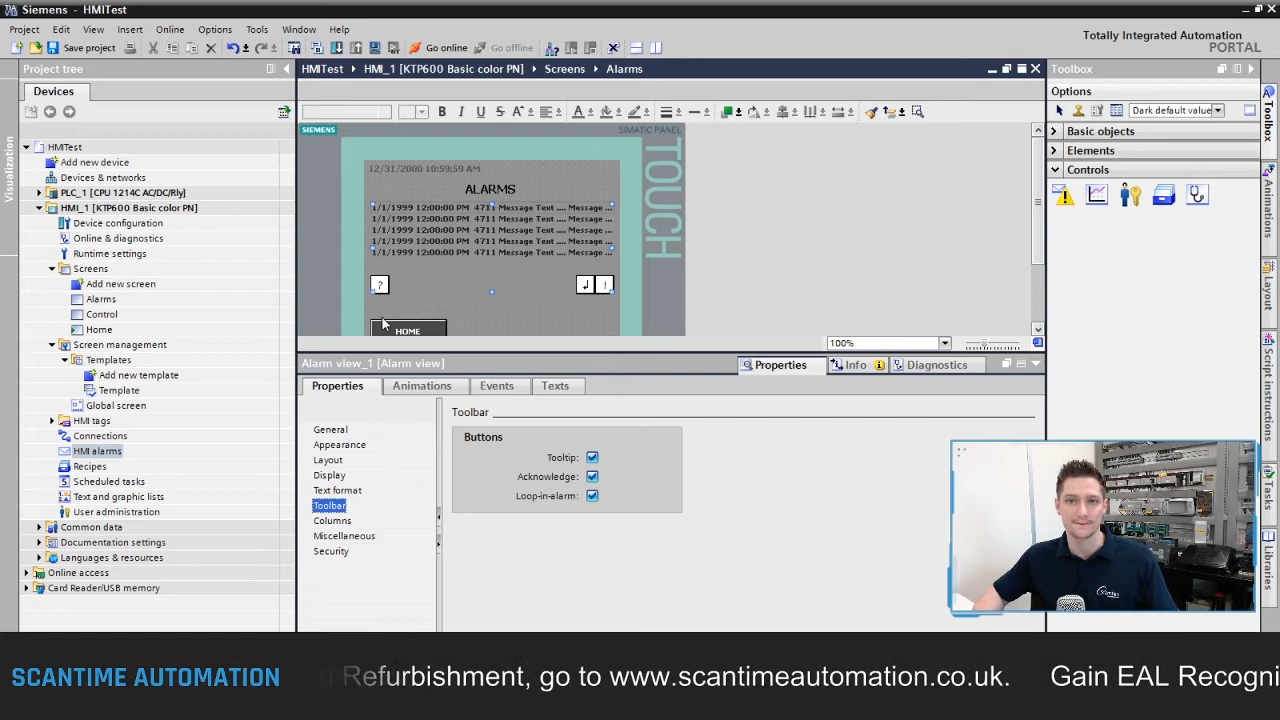 Siemens - HMITest
Project Edit View Insert Online Options Tools Window Help
Totally Integrated Automation
PORTAL
Save project
Go online
Go offline
Project tree
HMITest
HMI_1 [KTP600 Basic color PN]
Screens
Alarms
Toolbox
Devices
Options
Dark default value
Visualization
Basic objects
Elements
Controls
HMITest
Add new device
Devices & networks
PLC_1 [CPU 1214C AC/DC/Rly]
HMI_1 [KTP600 Basic color PN]
Device configuration
Online & diagnostics
Runtime settings
Screens
Add new screen
Alarms
Control
Home
Screen management
Templates
Add new template
Template
Global screen
HMI tags
Connections
HMI alarms
Recipes
Scheduled tasks
Text and graphic lists
User administration
Common data
Documentation settings
Languages & resources
Online access
Card Reader/USB memory
B I U S A
SIEMENS
SIMATIC PANEL
TOUCH
12/31/2000 10:59:59 AM
ALARMS
1/1/1999 12:00:00 PM 4711 Message Text .... Message ...
1/1/1999 12:00:00 PM 4711 Message Text .... Message ...
1/1/1999 12:00:00 PM 4711 Message Text .... Message ...
1/1/1999 12:00:00 PM 4711 Message Text .... Message ...
1/1/1999 12:00:00 PM 4711 Message Text .... Message ...
?
!
HOME
100%
Alarm view_1 [Alarm view]
Properties
Info
Diagnostics
Properties
Animations
Events
Texts
General
Appearance
Layout
Display
Text format
Toolbar
Columns
Miscellaneous
Security
Toolbar
Buttons
Tooltip:
Acknowledge:
Loop-in-alarm:
Toolbox
Animations
Layout
Script instructions
Tasks
Libraries
SCANTIME AUTOMATION
Refurbishment, go to www.scantimeautomation.co.uk.
Gain EAL Recogni